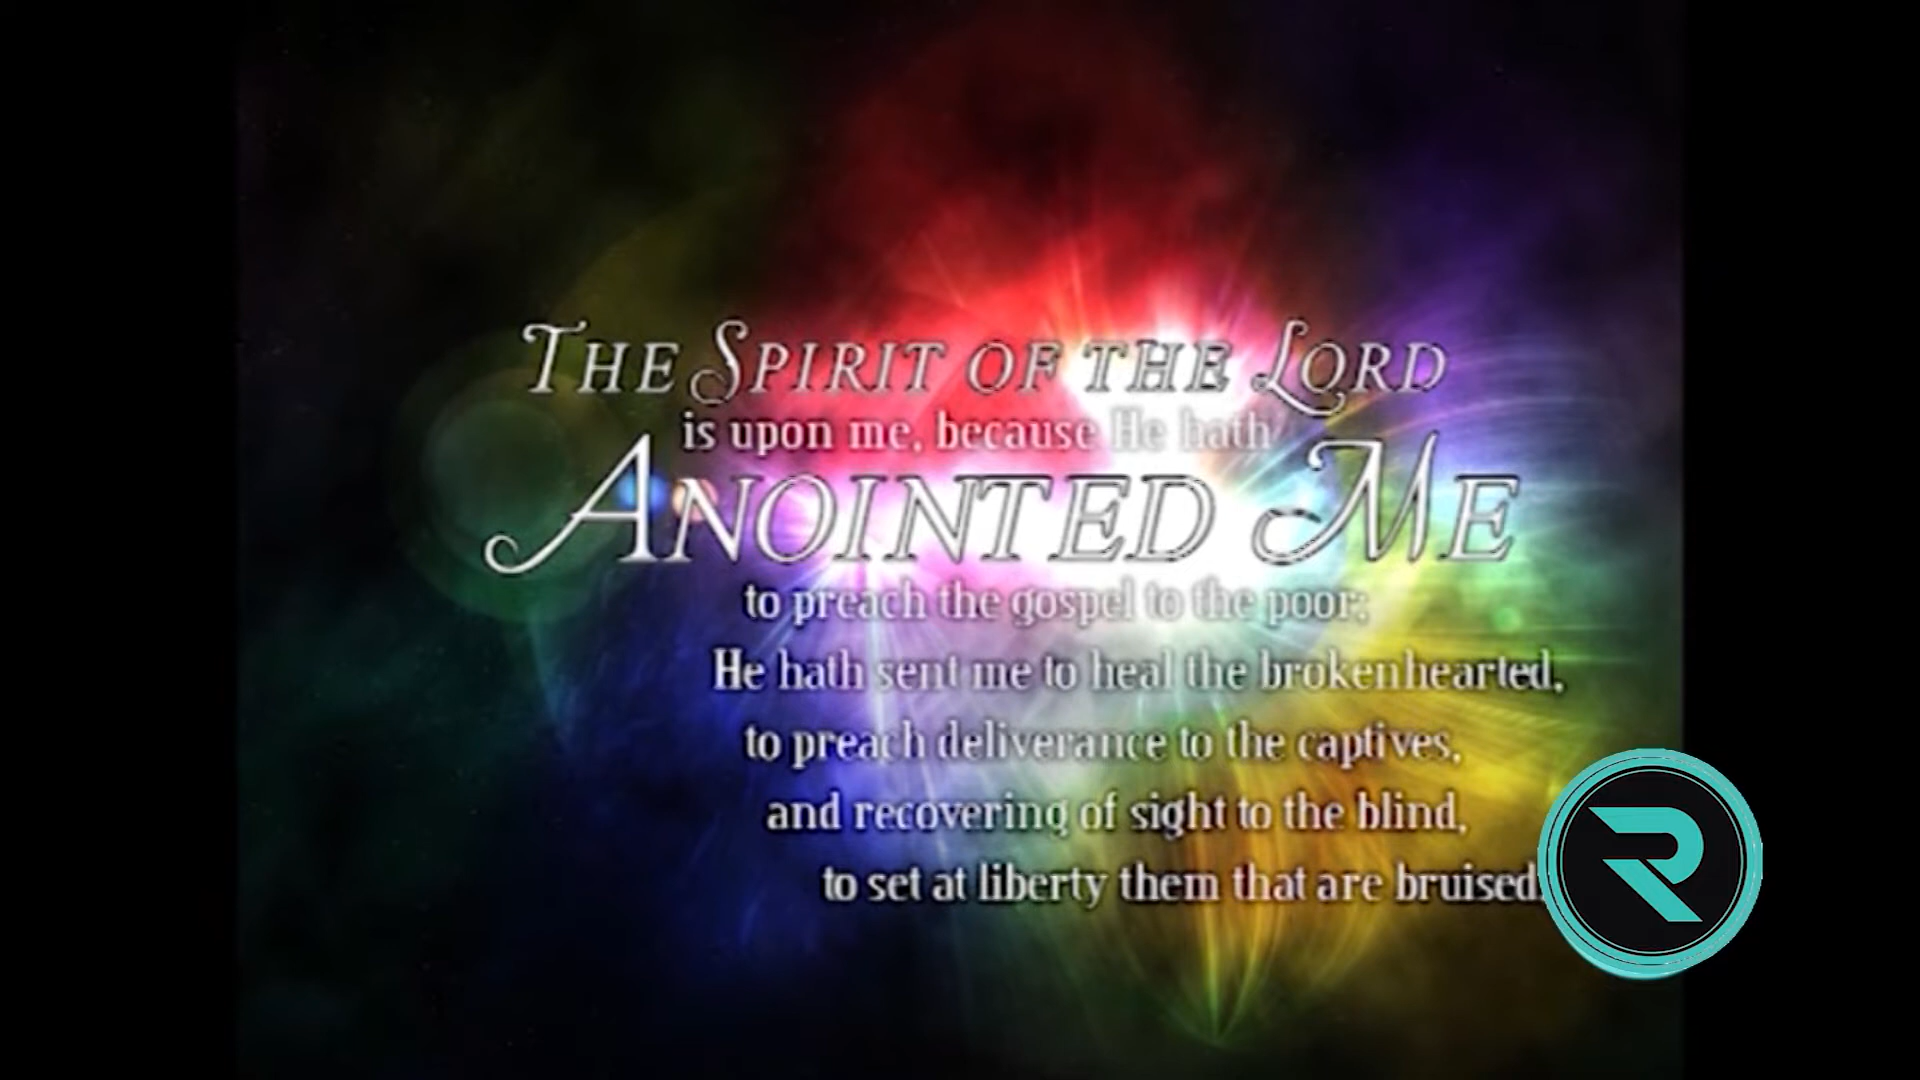 The Spirit of the Lord
is upon me, because He hath
Anointed Me
to preach the gospel to the poor;
He hath sent me to heal the brokenhearted,
to preach deliverance to the captives,
and recovering of sight to the blind,
to set at liberty them that are bruised
R